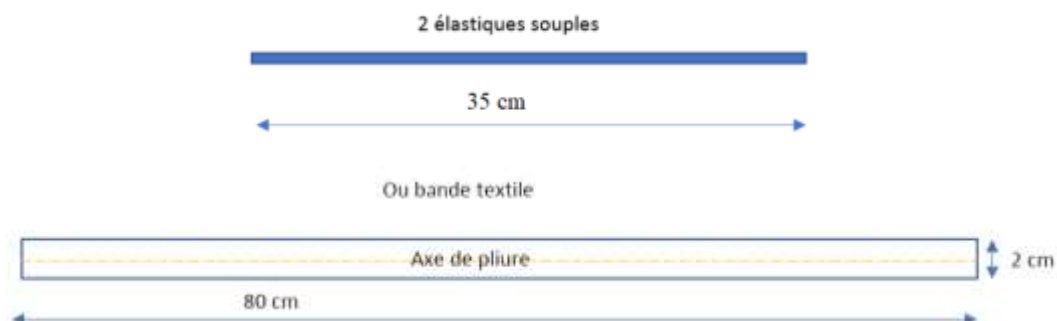 2 élastiques souples
35 cm
Ou bande textile
Axe de pliure
2 cm
80 cm